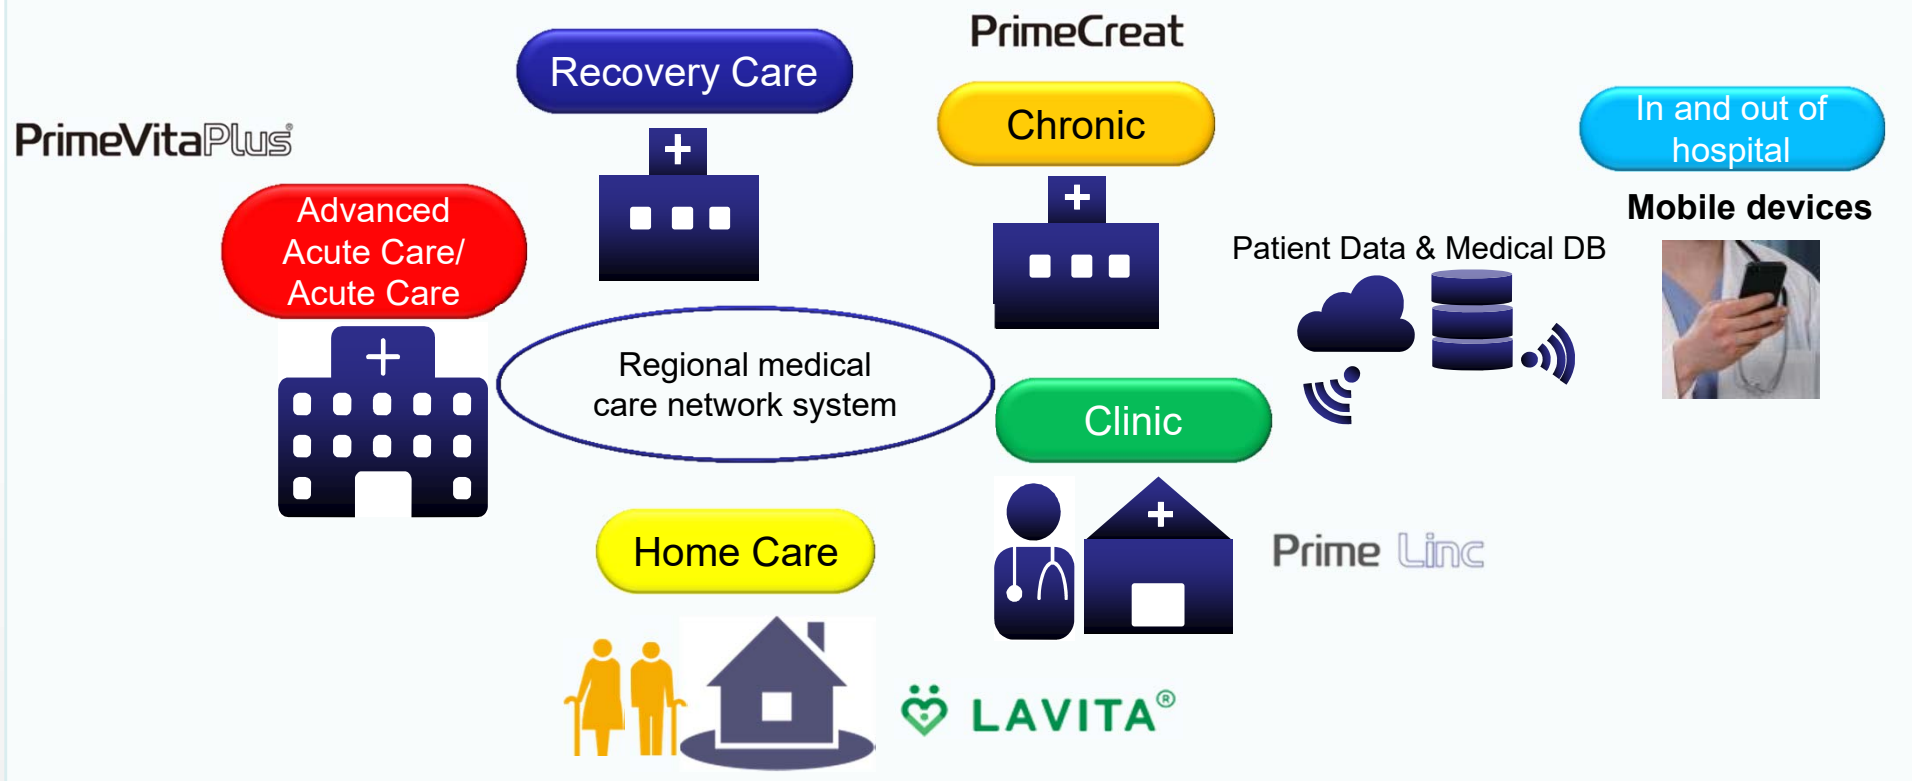 PrimeCreat
Recovery Care
Chronic
In and out of
hospital
PrimeVitaPlus®
Mobile devices
Advanced
Acute Care/
Acute Care
Patient Data & Medical DB
Regional medical
care network system
Clinic
Home Care
Prime Linc
LAVITA®